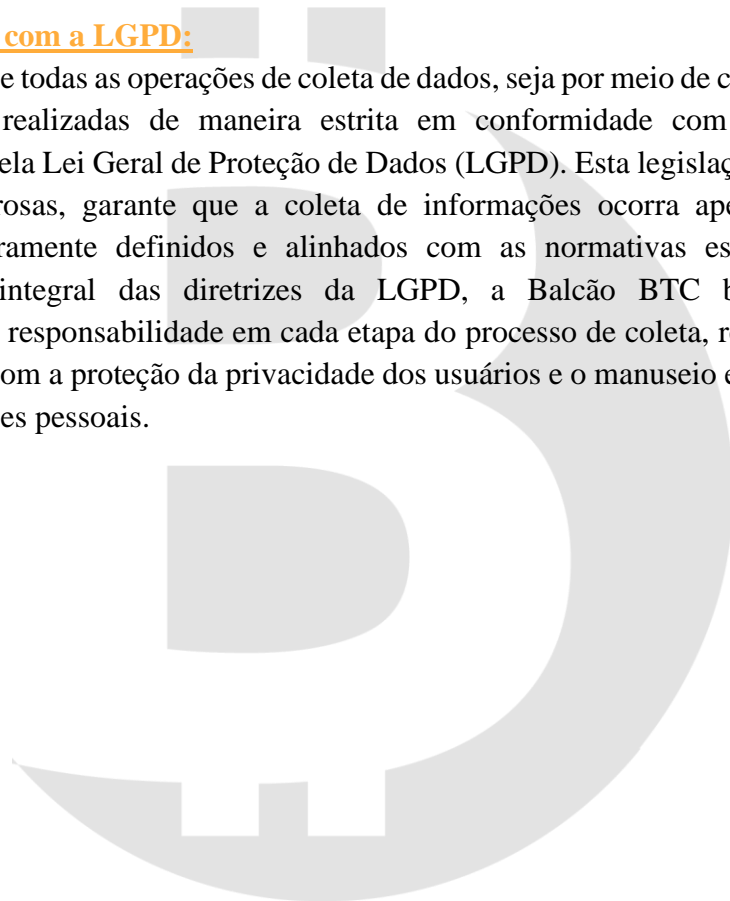 com a LGPD:
e todas as operações de coleta de dados, seja por meio de c
realizadas de maneira estrita em conformidade com
ela Lei Geral de Proteção de Dados (LGPD). Esta legislaç
rosas, garante que a coleta de informações ocorra ape
ramente definidos e alinhados com as normativas es
integral das diretrizes da LGPD, a Balcão BTC b
responsabilidade em cada etapa do processo de coleta, r
om a proteção da privacidade dos usuários e o manuseio e
es pessoais.